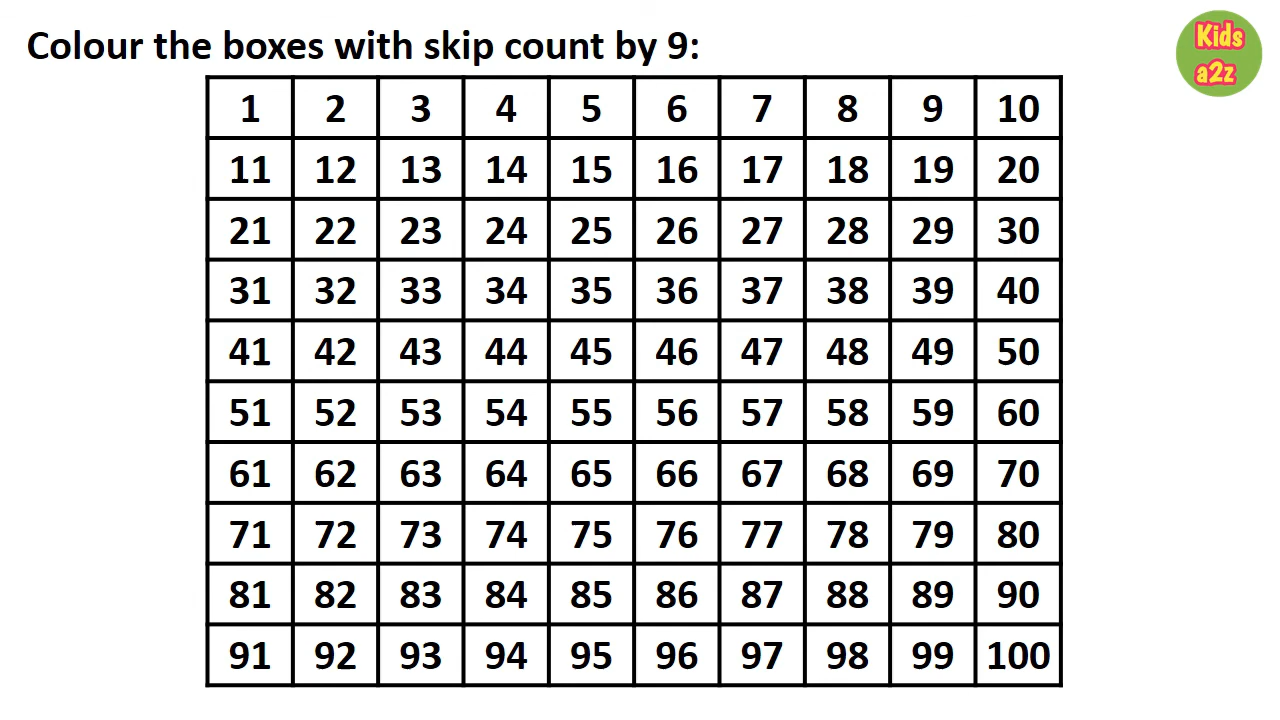 Colour the boxes with skip count by 9:
Kids
a2z
1 2 3 4 5 6 7 8 9 10
11 12 13 14 15 16 17 18 19 20
21 22 23 24 25 26 27 28 29 30
31 32 33 34 35 36 37 38 39 40
41 42 43 44 45 46 47 48 49 50
51 52 53 54 55 56 57 58 59 60
61 62 63 64 65 66 67 68 69 70
71 72 73 74 75 76 77 78 79 80
81 82 83 84 85 86 87 88 89 90
91 92 93 94 95 96 97 98 99 100